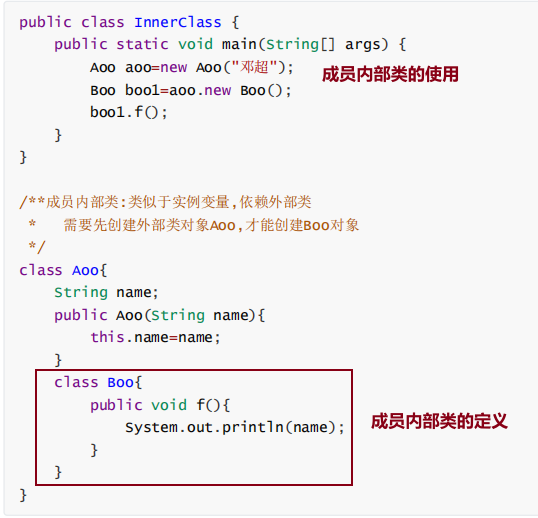 public class InnerClass {
public static void main(String[] args) {
Aoo aoo=new Aoo("邓超");
成员内部类的使用
Boo boo1=aoo.new Boo();
boo1.f();
}
}
/**成员内部类:类似于实例变量,依赖外部类
*   需要先创建外部类对象Aoo,才能创建Boo对象
*/
class Aoo{
String name;
public Aoo(String name){
this.name=name;
}
class Boo{
public void f(){
System.out.println(name);
成员内部类的定义
}
}
}